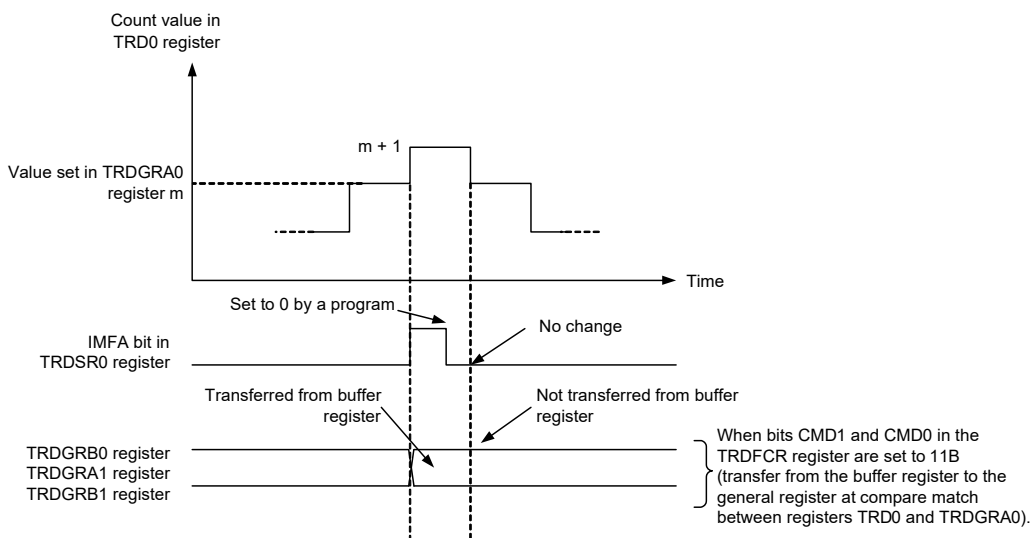 Count value in
TRD0 register
m + 1
Value set in TRDGRA0
register m
Time
Set to 0 by a program
No change
IMFA bit in
TRDSR0 register
Transferred from buffer
register
Not transferred from buffer
register
TRDGRB0 register
TRDGRA1 register
TRDGRB1 register
When bits CMD1 and CMD0 in the
TRDFCR register are set to 11B
(transfer from the buffer register to the
general register at compare match
between registers TRD0 and TRDGRA0).